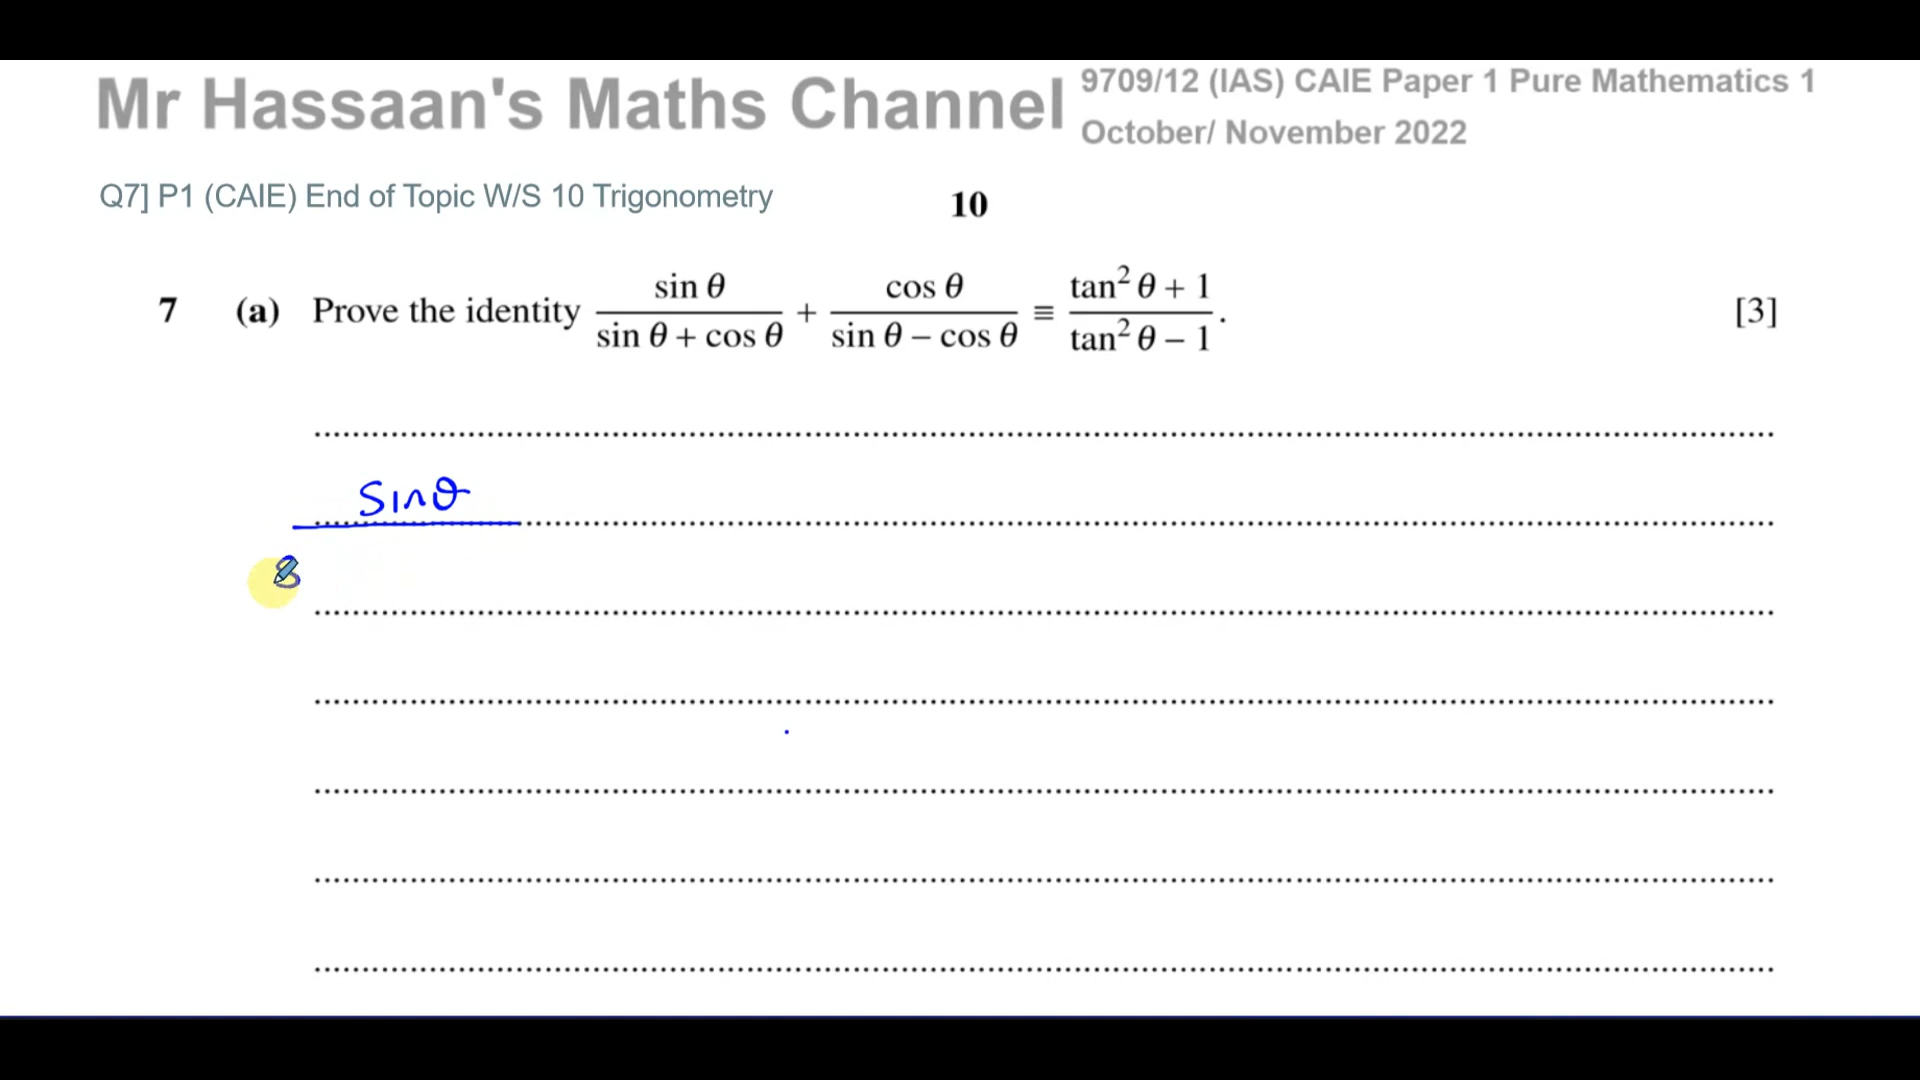 Mr Hassaan's Maths Channel
9709/12 (IAS) CAIE Paper 1 Pure Mathematics 1
October/ November 2022
Q7] P1 (CAIE) End of Topic W/S 10 Trigonometry
10
7 (a) Prove the identity sin θ / (sin θ + cos θ) + cos θ / (sin θ – cos θ) ≡ (tan² θ + 1) / (tan² θ – 1). [3]
Sinθ